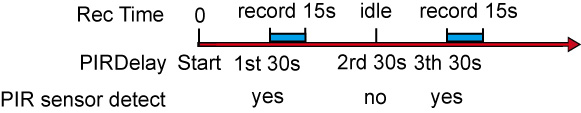 Rec Time 0 record 15s idle record 15s
PIRDelay Start 1st 30s 2rd 30s 3th 30s
PIR sensor detect yes no yes